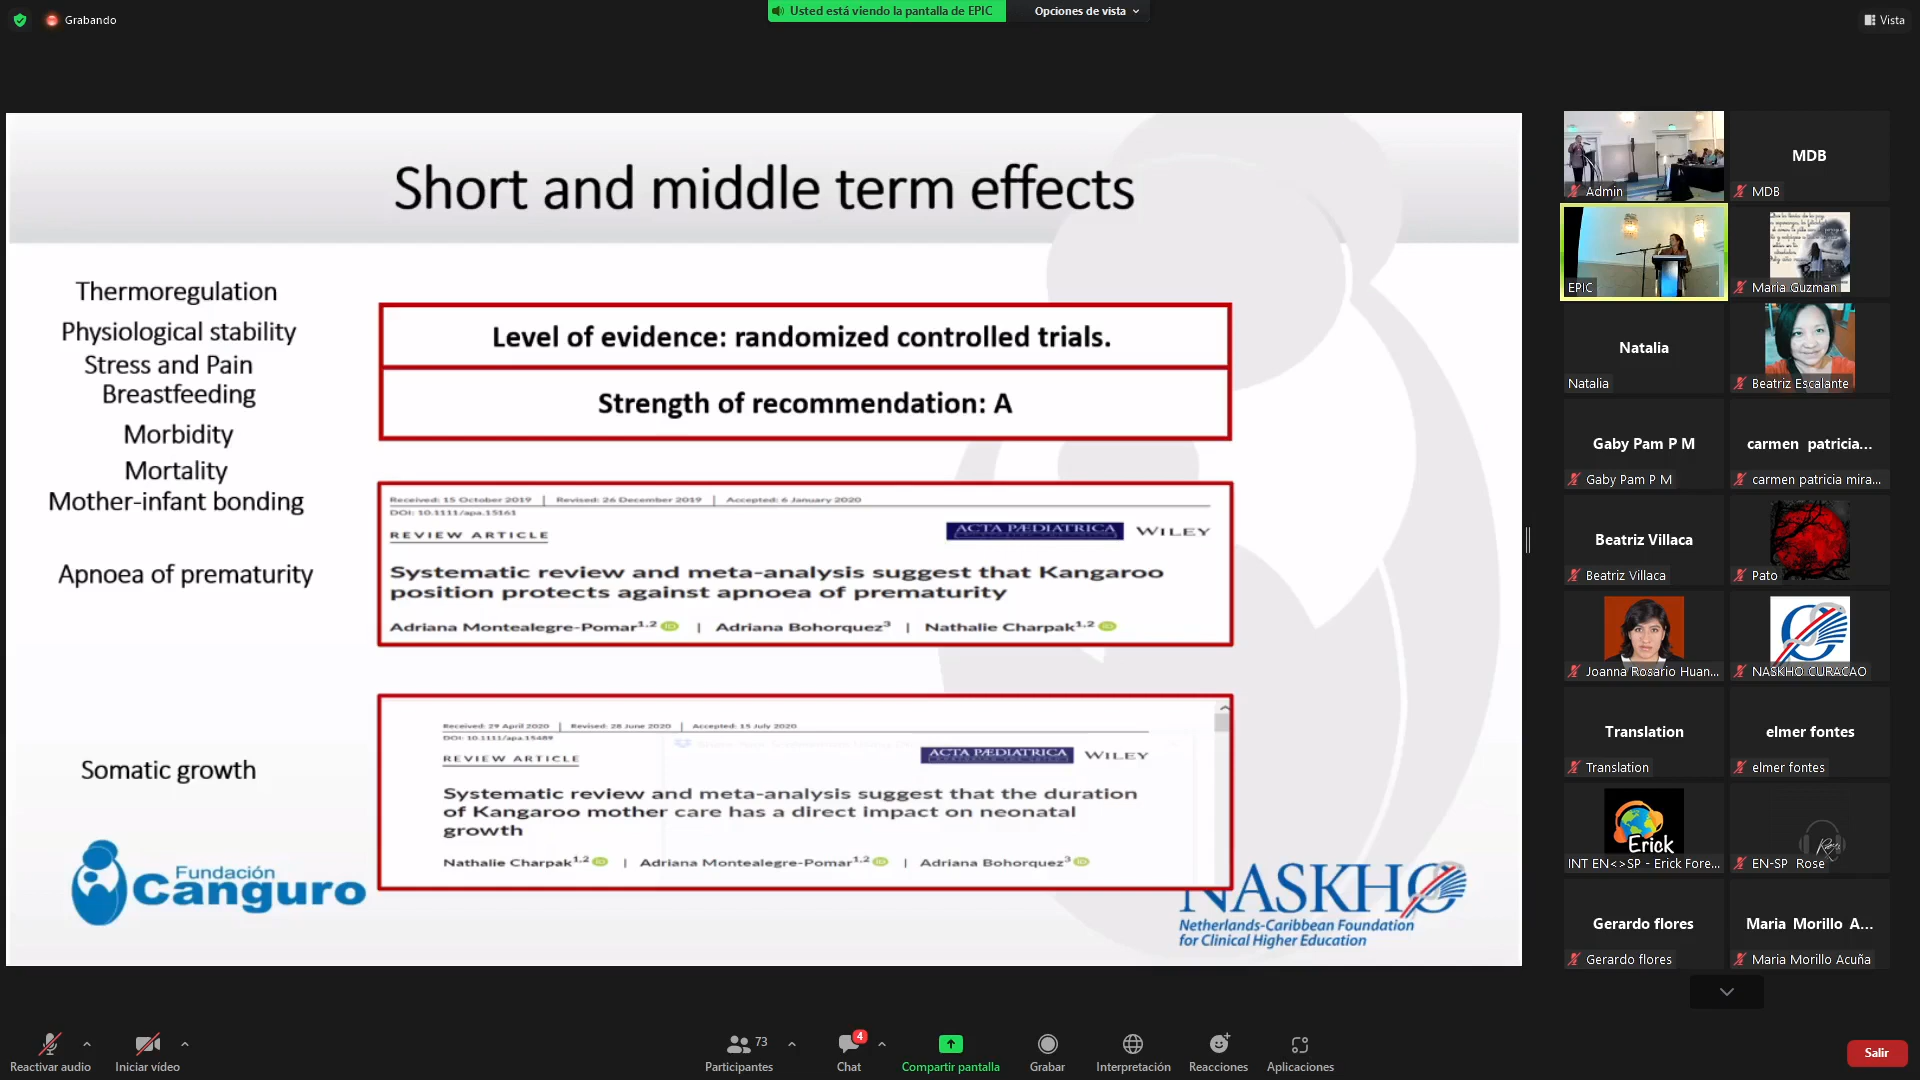 Grabando
Usted está viendo la pantalla de EPIC
Opciones de vista
Vista
Short and middle term effects
Thermoregulation
Physiological stability
Stress and Pain
Breastfeeding
Morbidity
Mortality
Mother-infant bonding
Apnoea of prematurity
Somatic growth
Level of evidence: randomized controlled trials.
Strength of recommendation: A
Received: 15 October 2019 | Revised: 26 December 2019 | Accepted: 6 January 2020
DOI: 10.1111/apa.15161
REVIEW ARTICLE
ACTA PÆDIATRICA WILEY
Systematic review and meta-analysis suggest that Kangaroo
position protects against apnoea of prematurity
Adriana Montealegre-Pomar1,2 | Adriana Bohorquez3 | Nathalie Charpak1,2
Received: 29 April 2020 | Revised: 28 June 2020 | Accepted: 15 July 2020
DOI: 10.1111/apa.15489
REVIEW ARTICLE
ACTA PÆDIATRICA WILEY
Systematic review and meta-analysis suggest that the duration
of Kangaroo mother care has a direct impact on neonatal
growth
Nathalie Charpak1,2 | Adriana Montealegre-Pomar1,2 | Adriana Bohorquez3
Fundación
Canguro
NASKHO
Netherlands-Caribbean Foundation
for Clinical Higher Education
Admin
MDB
MDB
EPIC
Maria Guzman
Natalia
Natalia
Beatriz Escalante
Gaby Pam P M
Gaby Pam P M
carmen patricia...
carmen patricia mira...
Beatriz Villaca
Beatriz Villaca
Pato
Joanna Rosario Huan...
NASKHO CURACAO
Translation
Translation
elmer fontes
elmer fontes
Erick
INT EN<>SP - Erick Fore...
EN-SP Rose
Gerardo flores
Gerardo flores
Maria Morillo A...
Maria Morillo Acuña
Reactivar audio
Iniciar vídeo
73
Participantes
4
Chat
Compartir pantalla
Grabar
Interpretación
Reacciones
Aplicaciones
Salir